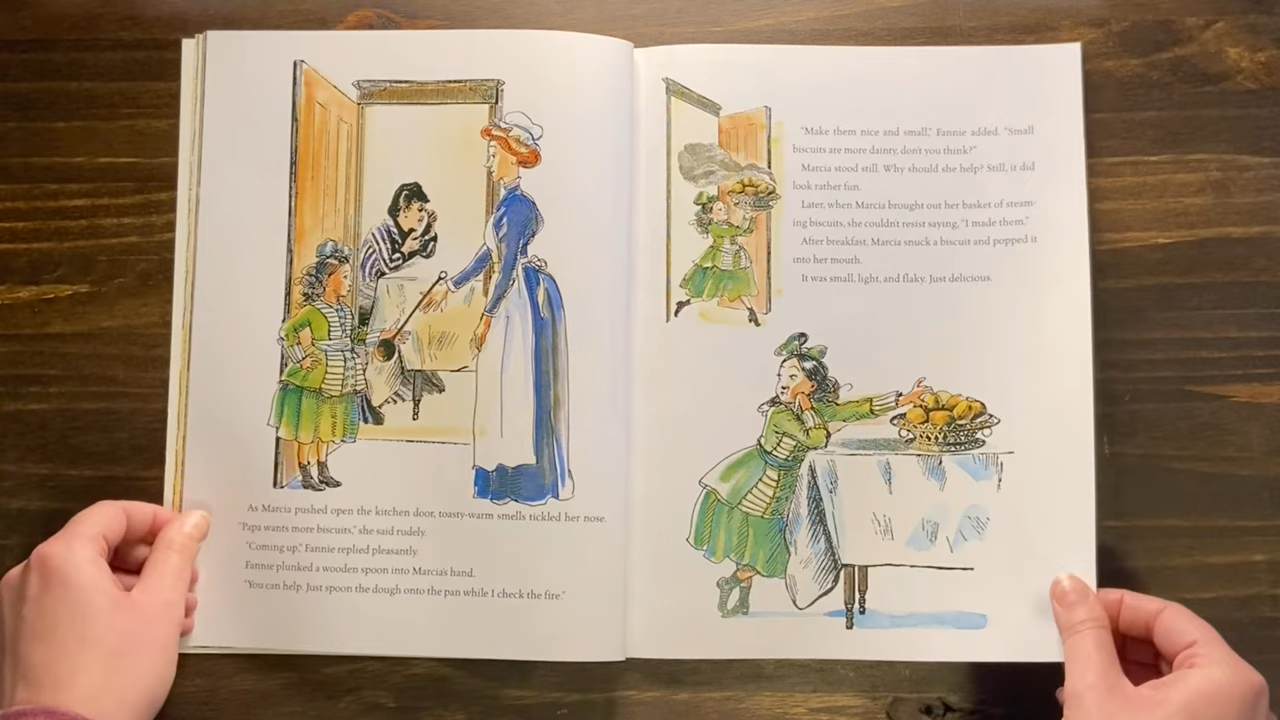 As Marcia pushed open the kitchen door, toasty-warm smells tickled her nose.
"Papa wants more biscuits," she said rudely.
"Coming up," Fannie replied pleasantly.
Fannie plunked a wooden spoon into Marcia's hand.
"You can help. Just spoon the dough onto the pan while I check the fire."
"Make them nice and small," Fannie added. "Small
biscuits are more dainty, don't you think?"
Marcia stood still. Why should she help? Still, it did
look rather fun.
Later, when Marcia brought out her basket of steam-
ing biscuits, she couldn't resist saying, "I made them."
After breakfast, Marcia snuck a biscuit and popped it
into her mouth.
It was small, light, and flaky. Just delicious.